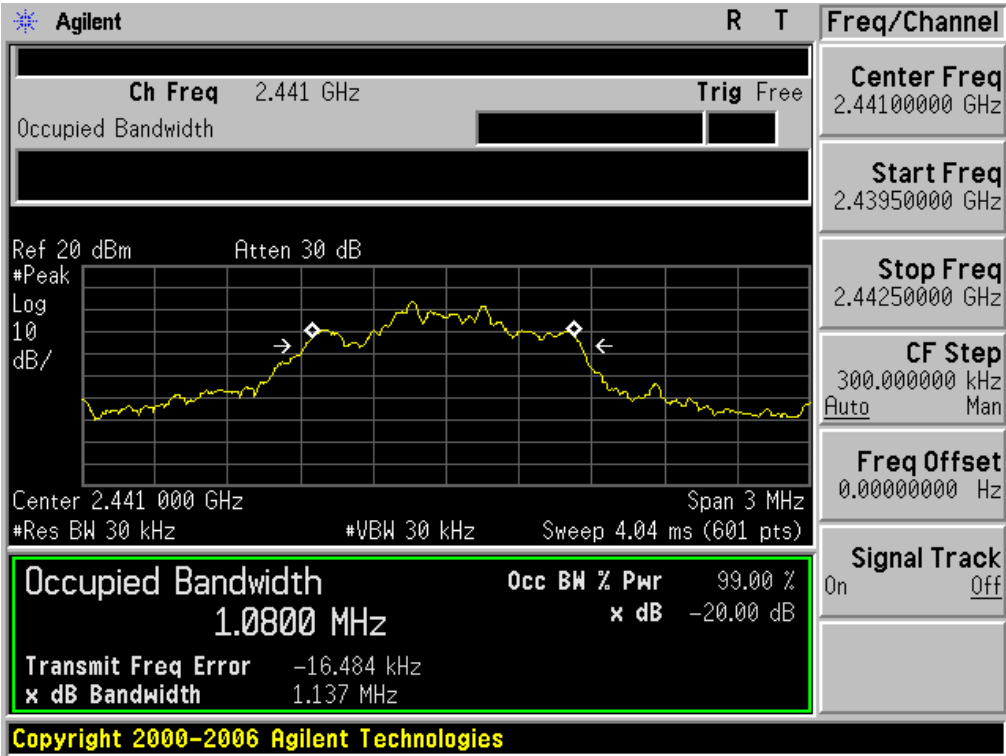 Agilent R T
Ch Freq 2.441 GHz Trig Free
Occupied Bandwidth
Ref 20 dBm Atten 30 dB
#Peak
Log
10
dB/
Center 2.441 000 GHz Span 3 MHz
#Res BW 30 kHz #VBW 30 kHz Sweep 4.04 ms (601 pts)
Occupied Bandwidth Occ BW % Pwr 99.00 %
1.0800 MHz x dB -20.00 dB
Transmit Freq Error -16.484 kHz
x dB Bandwidth 1.137 MHz
Copyright 2000-2006 Agilent Technologies
Freq/Channel
Center Freq
2.44100000 GHz
Start Freq
2.43950000 GHz
Stop Freq
2.44250000 GHz
CF Step
300.000000 kHz
Auto Man
Freq Offset
0.00000000 Hz
Signal Track
On Off